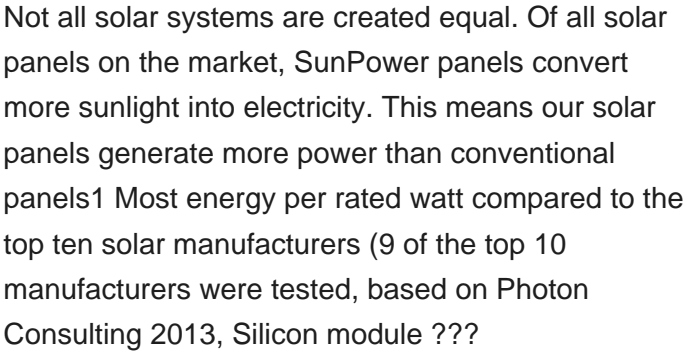 Not all solar systems are created equal. Of all solar
panels on the market, SunPower panels convert
more sunlight into electricity. This means our solar
panels generate more power than conventional
panels1 Most energy per rated watt compared to the
top ten solar manufacturers (9 of the top 10
manufacturers were tested, based on Photon
Consulting 2013, Silicon module ???